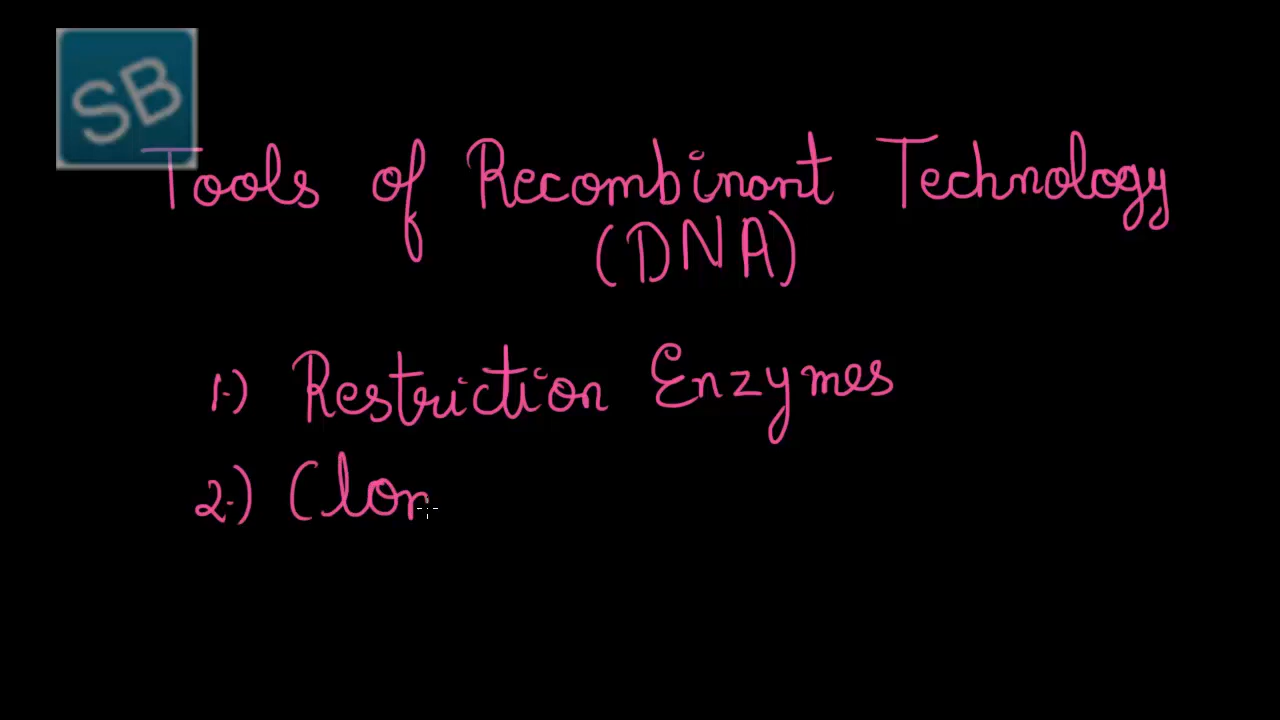 SB
Tools of Recombinant Technology
(DNA)
1.) Restriction Enzymes
2.) Clon